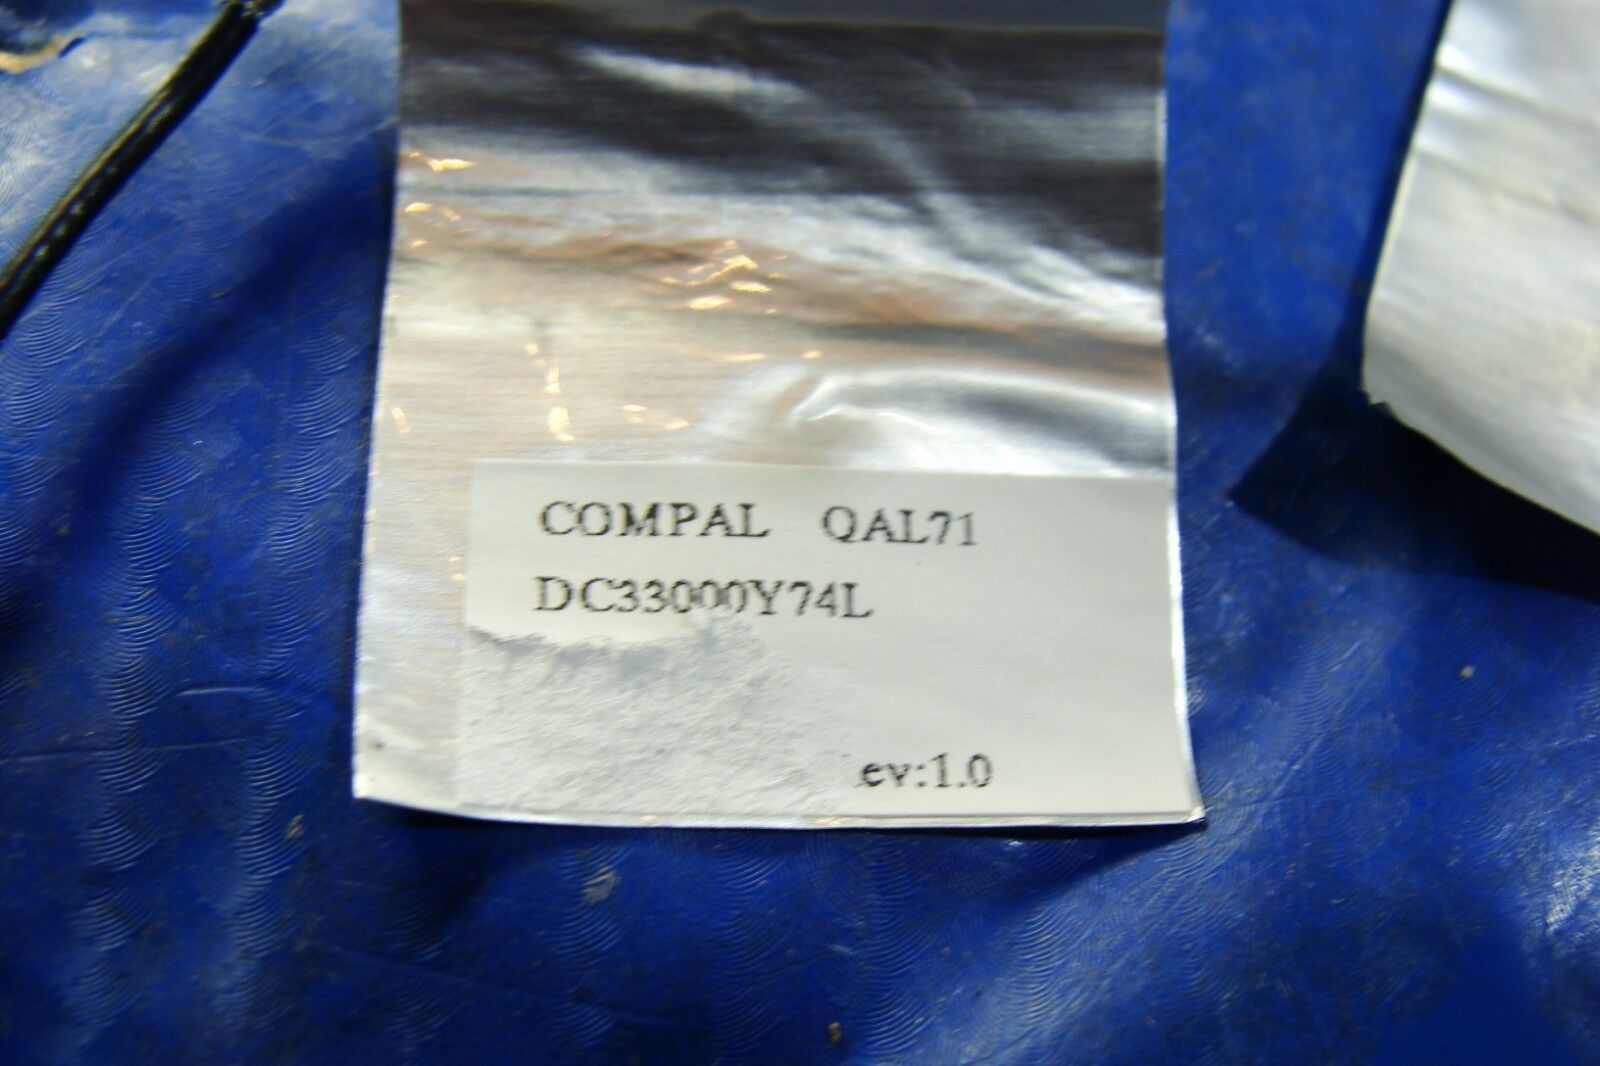 COMPAL QAL71
DC33000Y74L
ev:1.0